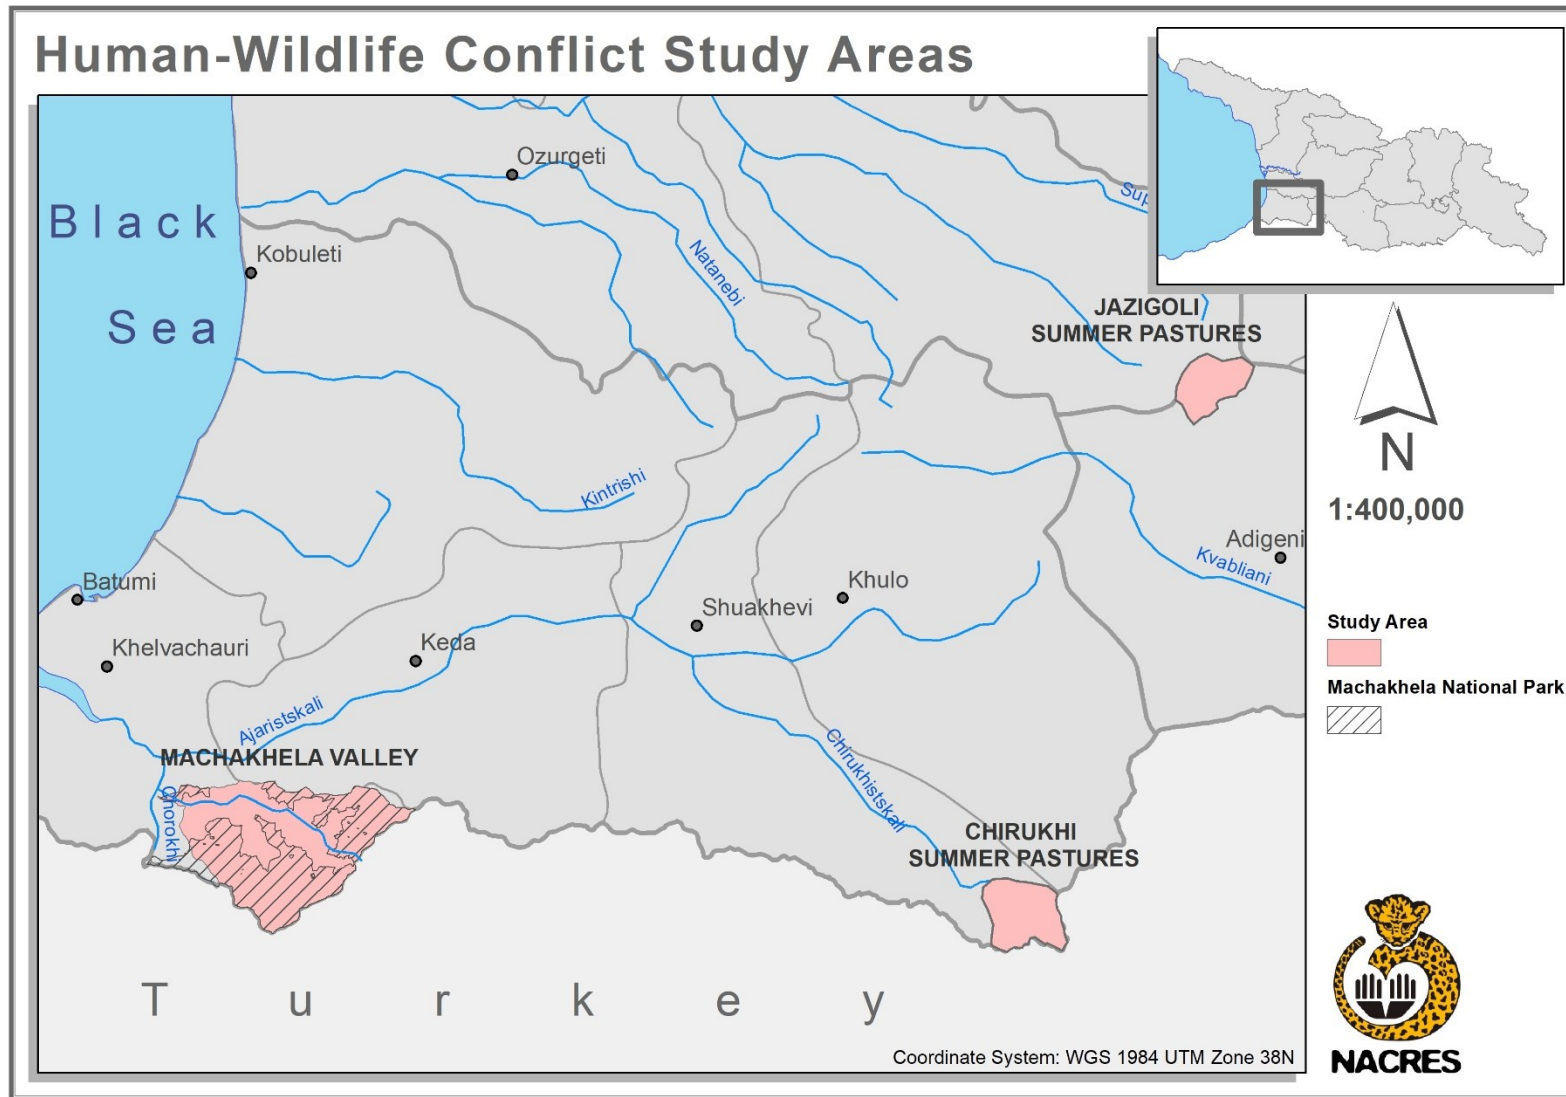 Human-Wildlife Conflict Study Areas
Black
Sea
Ozurgeti
Kobuleti
Natanebi
JAZIGOLI
SUMMER PASTURES
N
1:400,000
Kintrishi
Adigeni
Kvabliani
Batumi
Khulo
Shuakhevi
Khelvachauri
Keda
Study Area
Machakhela National Park
Ajaristskali
MACHAKHELA VALLEY
Chorokhi
Chirukhistskali
CHIRUKHI
SUMMER PASTURES
Turkey
Coordinate System: WGS 1984 UTM Zone 38N
NACRES